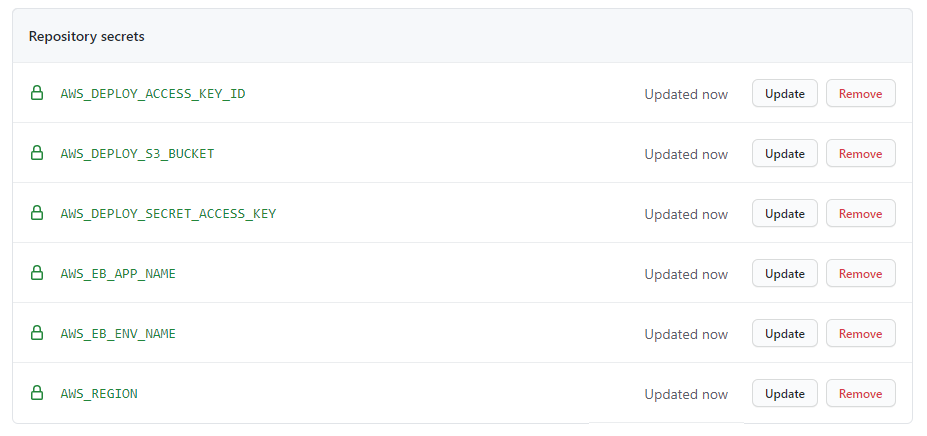 Repository secrets
AWS_DEPLOY_ACCESS_KEY_ID Updated now Update Remove
AWS_DEPLOY_S3_BUCKET Updated now Update Remove
AWS_DEPLOY_SECRET_ACCESS_KEY Updated now Update Remove
AWS_EB_APP_NAME Updated now Update Remove
AWS_EB_ENV_NAME Updated now Update Remove
AWS_REGION Updated now Update Remove